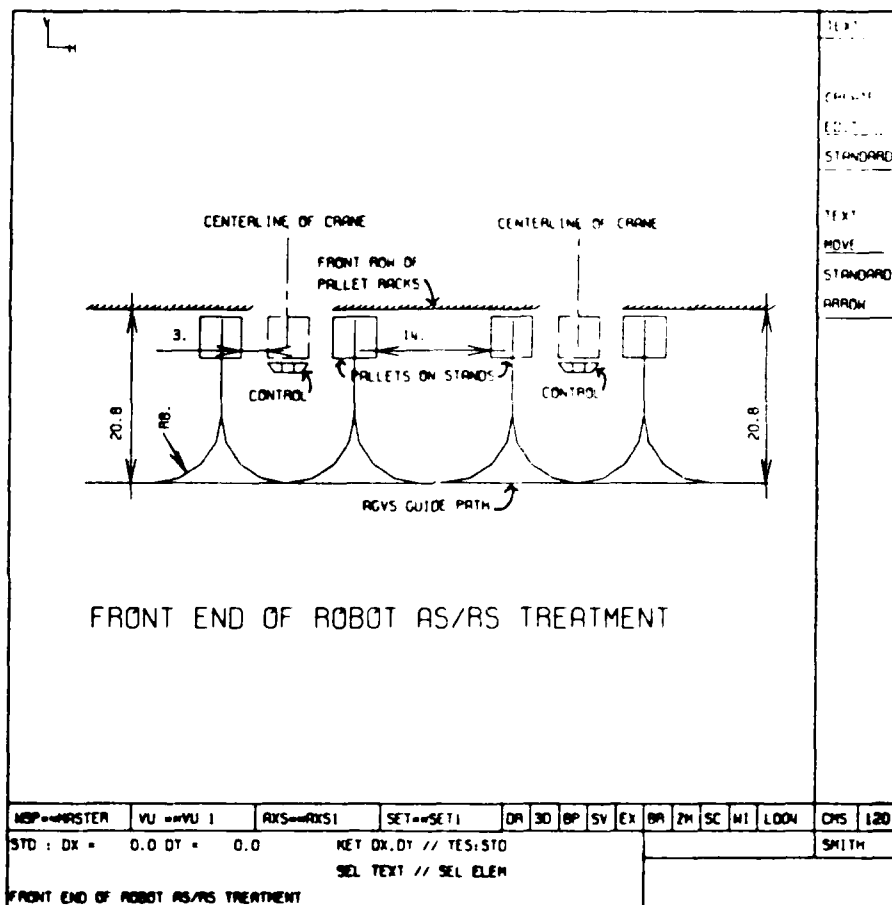 Y
H
TEXT
STANDARD
TEXT
MOVE
STANDARD
ARROW
CENTERLINE OF CRANE
CENTERLINE OF CRANE
FRONT ROW OF
PALLET RACKS
3.
14.
PALLETS ON STANDS
CONTROL
CONTROL
20.8
R8.
20.8
AGVS GUIDE PATH
FRONT END OF ROBOT AS/RS TREATMENT
WSP==MASTER VU ==VU 1 AXS==AXS1 SET==SET1 DR 3D BP SV EX BR ZM SC WI LOON CMS 120
STD : DX = 0.0 DY = 0.0 KEY DX,DY // YES:STD SMITH
SEL TEXT // SEL ELEM
FRONT END OF ROBOT AS/RS TREATMENT